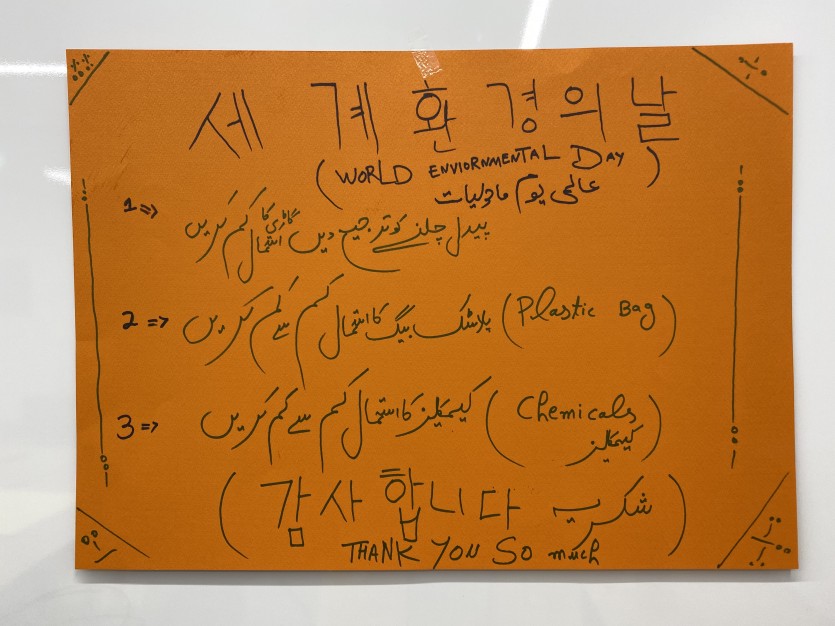 세계환경의날
(WORLD ENVIORNMENTAL DAY)
عالمی یوم ماحولیات
1 => پیدل چلنے کو ترجیح دیں گاڑی کا استعمال کم کریں
2 => (Plastic Bag) پلاسٹک بیگ کا استعمال کم سے کم کریں
3 => (Chemicals کیمیکلز) کیمیکلز کا استعمال کم سے کم کریں
(감사합니다 شکریہ)
THANK YOU SO much